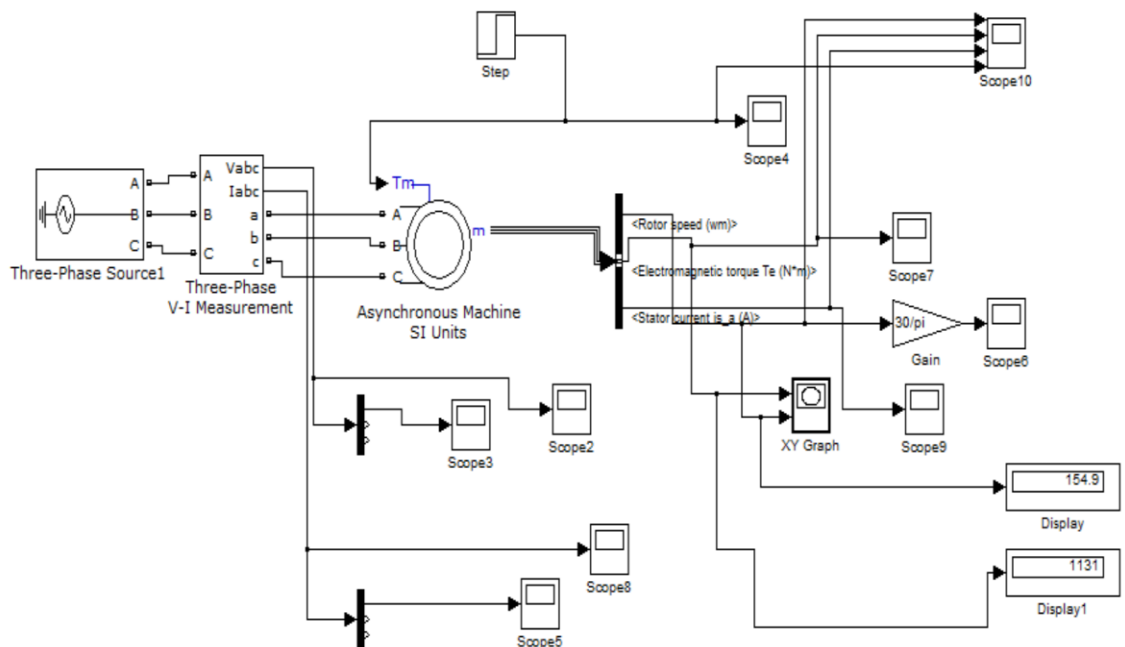 Step
Scope10
Scope4
Tm
A
B
C
Three-Phase Source1
A
B
C
Vabc
Iabc
a
b
c
Three-Phase
V-I Measurement
A
B
C
m
Asynchronous Machine
SI Units
<Rotor speed (wm)>
<Electromagnetic torque Te (N*m)>
<Stator current is_a (A)>
Scope7
30/pi
Gain
Scope6
Scope3
Scope2
XY Graph
Scope9
154.9
Display
Scope8
1131
Display1
Scope5